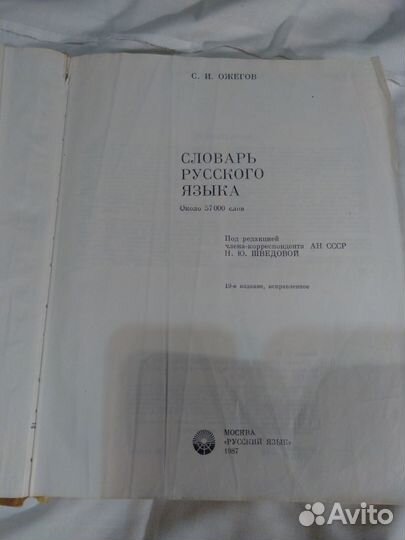 С. И. ОЖЕГОВ
СЛОВАРЬ
РУССКОГО
ЯЗЫКА
Около 57 000 слов
Под редакцией
члена-корреспондента АН СССР
Н. Ю. ШВЕДОВОЙ
19-е издание, исправленное
МОСКВА
«РУССКИЙ ЯЗЫК»
1987
Avito